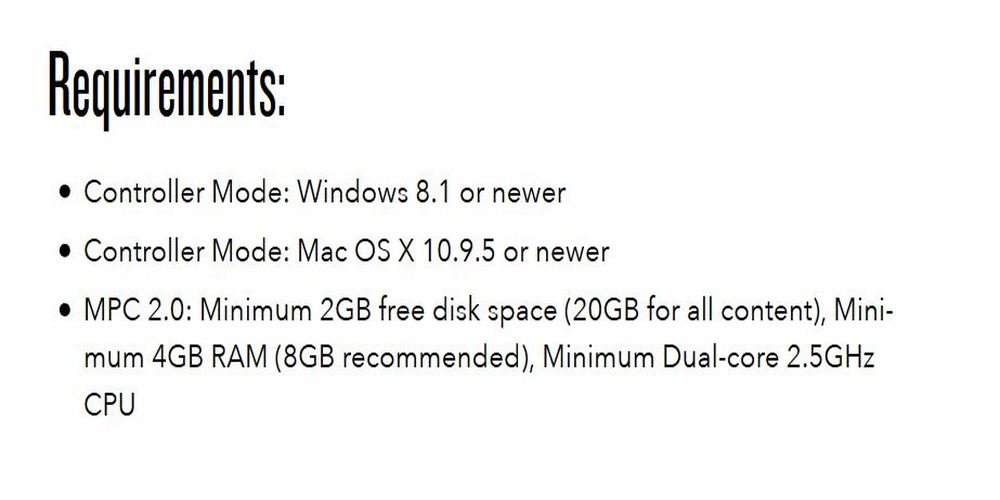 Requirements:
• Controller Mode: Windows 8.1 or newer
• Controller Mode: Mac OS X 10.9.5 or newer
• MPC 2.0: Minimum 2GB free disk space (20GB for all content), Mini-
mum 4GB RAM (8GB recommended), Minimum Dual-core 2.5GHz
CPU